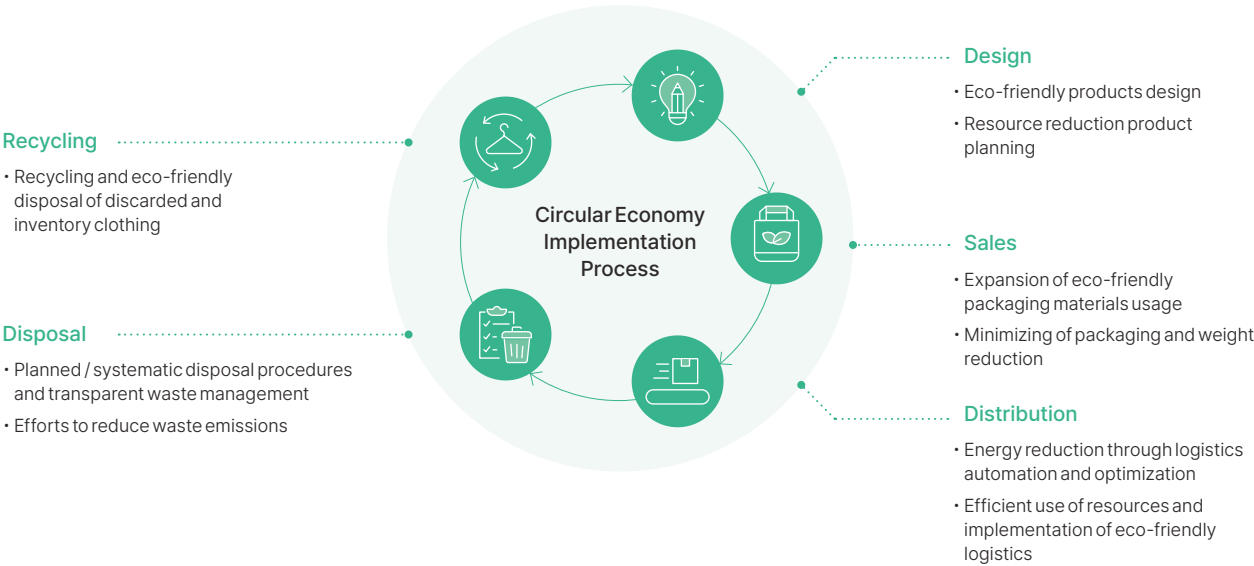 Circular Economy
Implementation
Process
Design
• Eco-friendly products design
• Resource reduction product
planning
Sales
• Expansion of eco-friendly
packaging materials usage
• Minimizing of packaging and weight
reduction
Distribution
• Energy reduction through logistics
automation and optimization
• Efficient use of resources and
implementation of eco-friendly
logistics
Disposal
• Planned / systematic disposal procedures
and transparent waste management
• Efforts to reduce waste emissions
Recycling
• Recycling and eco-friendly
disposal of discarded and
inventory clothing